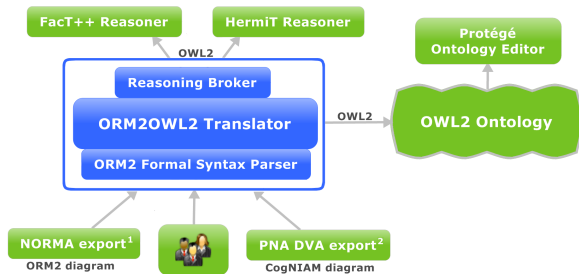 FacT++ Reasoner
HermiT Reasoner
Protégé
Ontology Editor
OWL2
Reasoning Broker
ORM2OWL2 Translator
OWL2
OWL2 Ontology
ORM2 Formal Syntax Parser
NORMA export¹
PNA DVA export²
ORM2 diagram
CogNIAM diagram